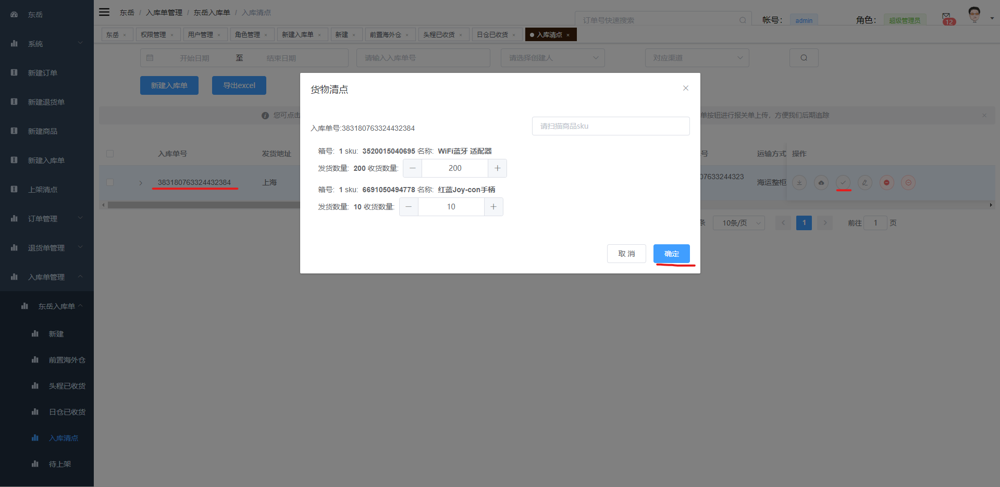 东岳
系统
新建订单
新建退货单
新建商品
新建入库单
上架清点
订单管理
退货单管理
入库单管理
东岳入库单
新建
前置海外仓
头程已收货
日仓已收货
入库清点
待上架
东岳 / 入库单管理 / 东岳入库单 / 入库清点
订单号快速搜索
帐号： admin
角色： 超级管理员
12
东岳 × 权限管理 × 用户管理 × 角色管理 × 新建入库单 × 新建 × 前置海外仓 × 头程已收货 × 日仓已收货 × 入库清点 ×
开始日期 至 结束日期 请输入入库单号 请选择创建人 对应渠道
新建入库单 导出excel
您可点击
单按钮进行报关单上传，方便我们后期追踪
入库单号 发货地址
号 运输方式 操作
383180763324432384 上海
07633244323
海运整柜
条 10条/页 1 前往 1 页
货物清点
入库单号:383180763324432384
请扫描商品sku
箱号: 1 sku: 3520015040695 名称: WiFi蓝牙 适配器
发货数量: 200 收货数量: 200
箱号: 1 sku: 6691050494778 名称: 红蓝Joy-con手柄
发货数量: 10 收货数量: 10
取 消 确定